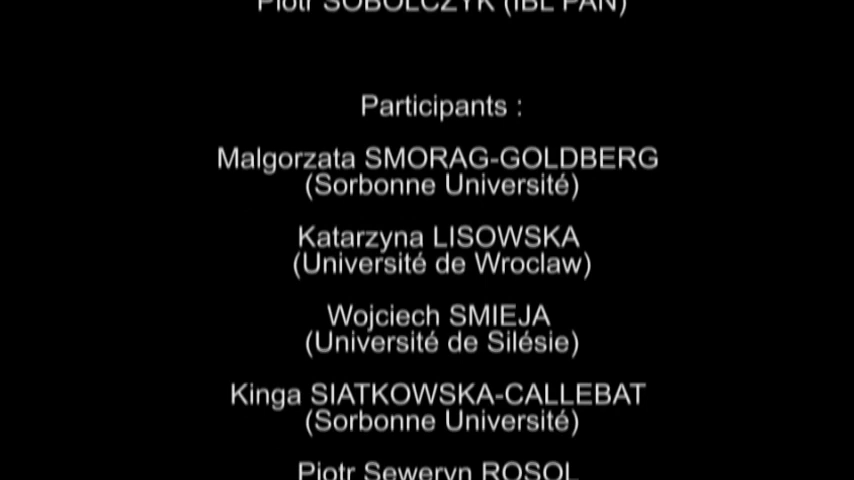 Piotr SOBOLCZYK (IBL PAN)
Participants :
Malgorzata SMORAG-GOLDBERG
(Sorbonne Université)
Katarzyna LISOWSKA
(Université de Wroclaw)
Wojciech SMIEJA
(Université de Silésie)
Kinga SIATKOWSKA-CALLEBAT
(Sorbonne Université)
Piotr Seweryn ROSOL